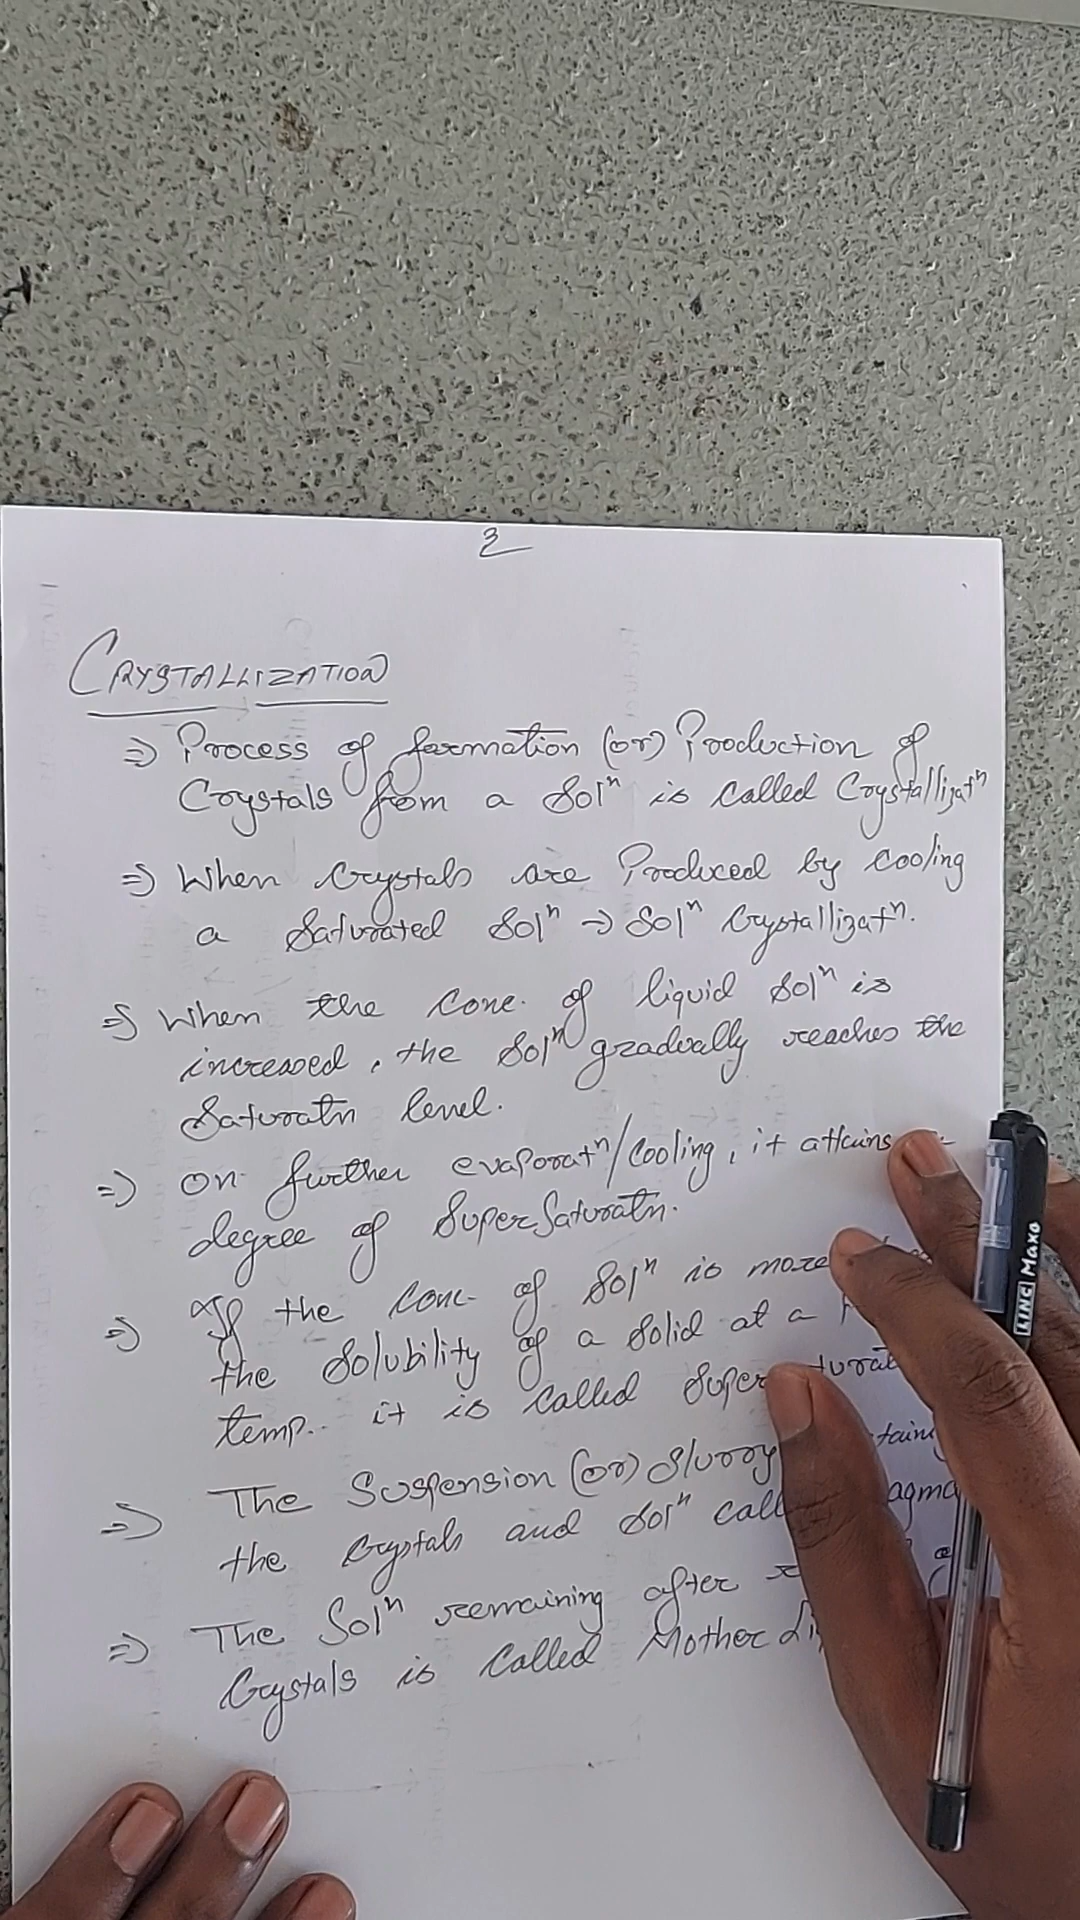 3
CRYSTALLIZATION
⇒ Process of formation (or) Production of
Crystals from a Solⁿ is called Crystallizatⁿ
⇒ When Crystals are Produced by cooling
a Saturated Solⁿ → Solⁿ Crystallizatⁿ.
⇒ When the Conc. of liquid Solⁿ is
increased, the Solⁿ gradually reaches the
Saturatn level.
⇒ On further evaporatⁿ/Cooling, it attains
degree of SuperSaturatn.
⇒ If the Conc. of Solⁿ is more
the Solubility of a Solid at a
temp.. it is called Super
⇒ The Suspension (or) Slurry
the Crystals and Solⁿ call
⇒ The Solⁿ remaining after
Crystals is Called Mother
LINC Maxo